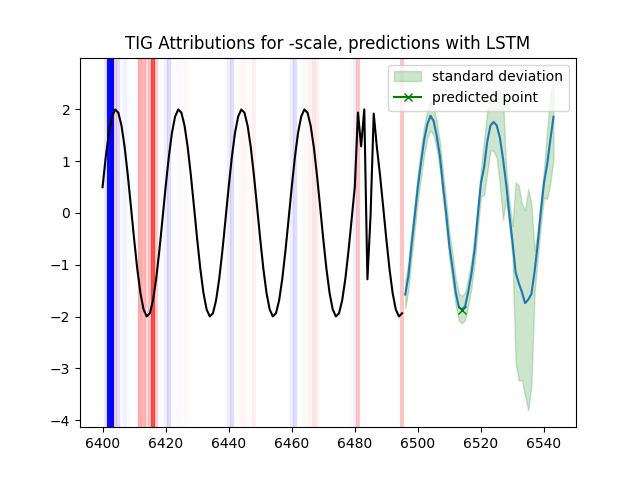 TIG Attributions for -scale, predictions with LSTM
standard deviation
predicted point
2
1
0
−1
−2
−3
−4
6400 6420 6440 6460 6480 6500 6520 6540